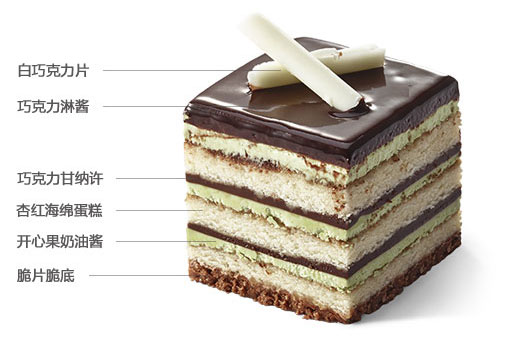 白巧克力片
巧克力淋酱
巧克力甘纳许
杏红海绵蛋糕
开心果奶油酱
脆片脆底